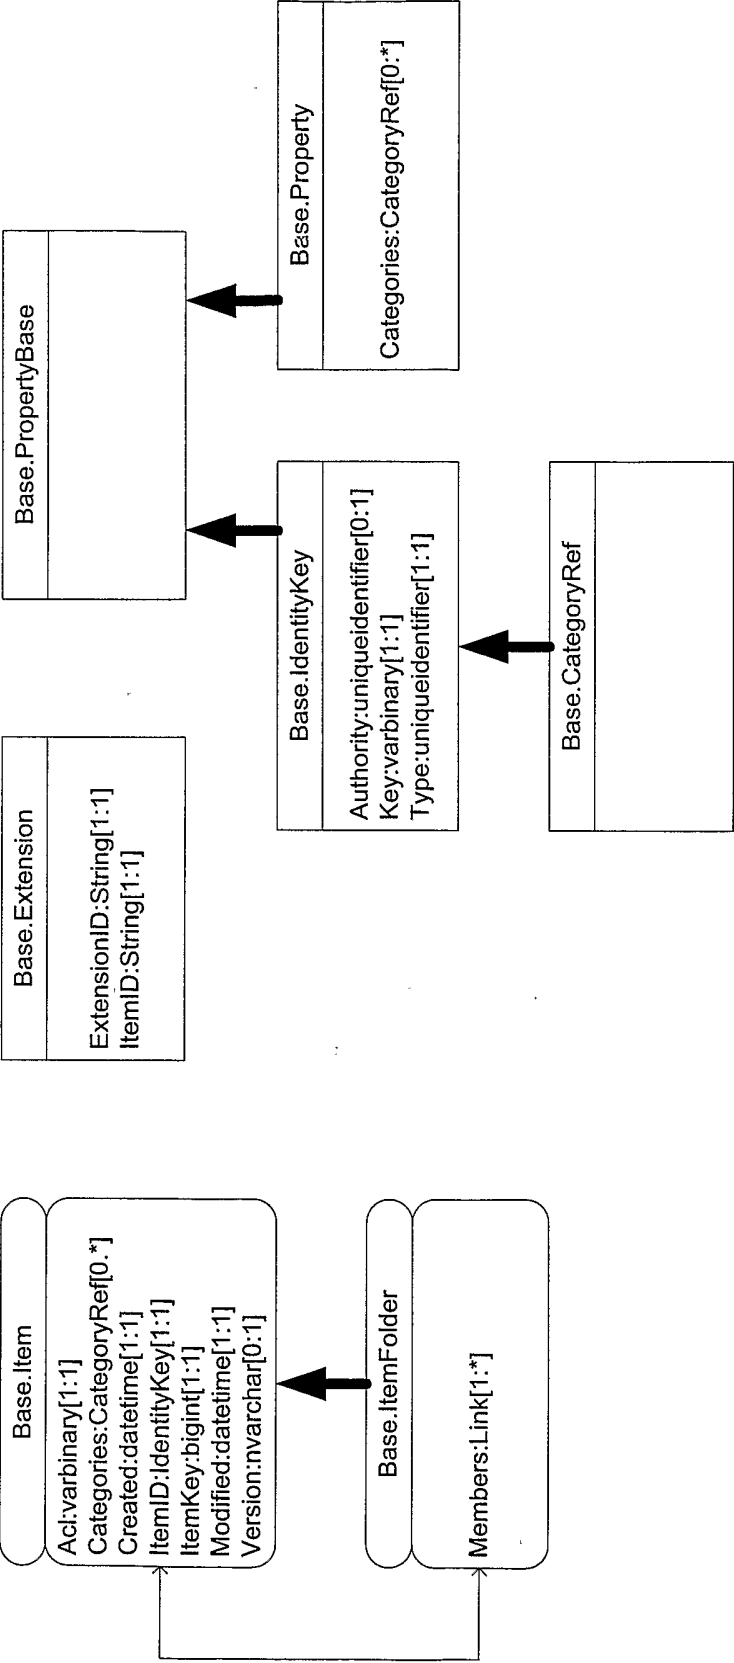 Base.Item
Acl:varbinary[1:1]
Categories:CategoryRef[0.*]
Created:datetime[1:1]
ItemID:IdentityKey[1:1]
ItemKey:bigint[1:1]
Modified:datetime[1:1]
Version:nvarchar[0:1]
Base.ItemFolder
Members:Link[1:*]
Base.Extension
ExtensionID:String[1:1]
ItemID:String[1:1]
Base.PropertyBase
Base.IdentityKey
Authority:uniqueidentifier[0:1]
Key:varbinary[1:1]
Type:uniqueidentifier[1:1]
Base.CategoryRef
Base.Property
Categories:CategoryRef[0:*]